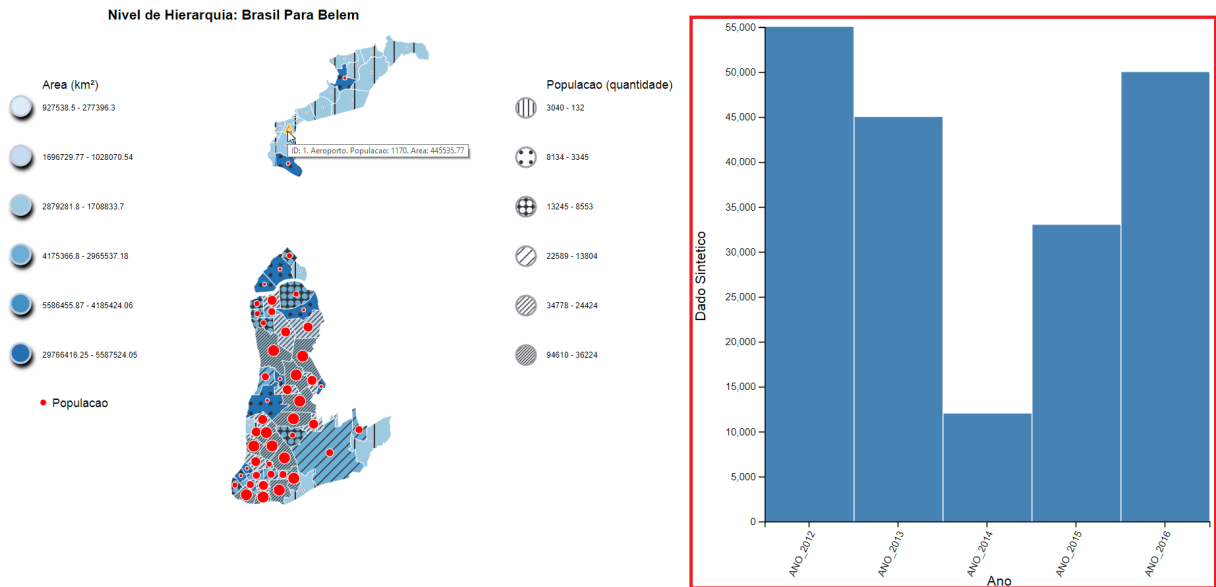 Nivel de Hierarquia: Brasil Para Belem
Area (km²)
927538.5 - 277396.3
1696729.77 - 1028070.54
2879281.8 - 1708833.7
4175366.8 - 2965537.18
5586455.87 - 4185424.06
29766416.25 - 5587524.05
Populacao
ID: 1. Aeroporto. Populacao: 1170. Area: 445535.77
Populacao (quantidade)
3040 - 132
8134 - 3345
13245 - 8553
22589 - 13804
34778 - 24424
94610 - 36224
55,000
50,000
45,000
40,000
35,000
30,000
25,000
20,000
15,000
10,000
5,000
0
Dado Sintetico
ANO_2012
ANO_2013
ANO_2014
ANO_2015
ANO_2016
Ano